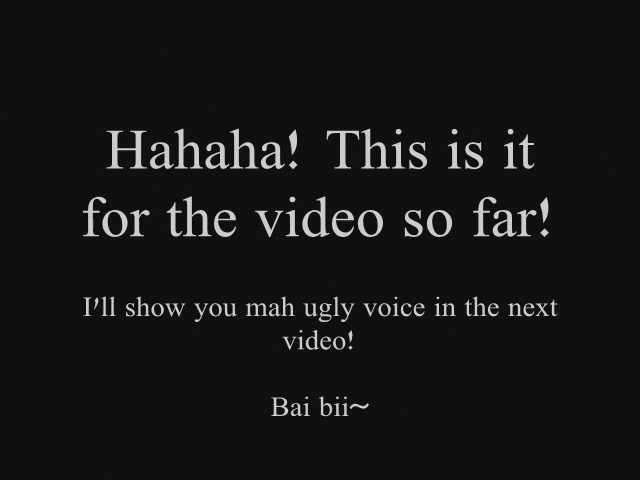 Hahaha! This is it
for the video so far!
I'll show you mah ugly voice in the next
video!
Bai bii~